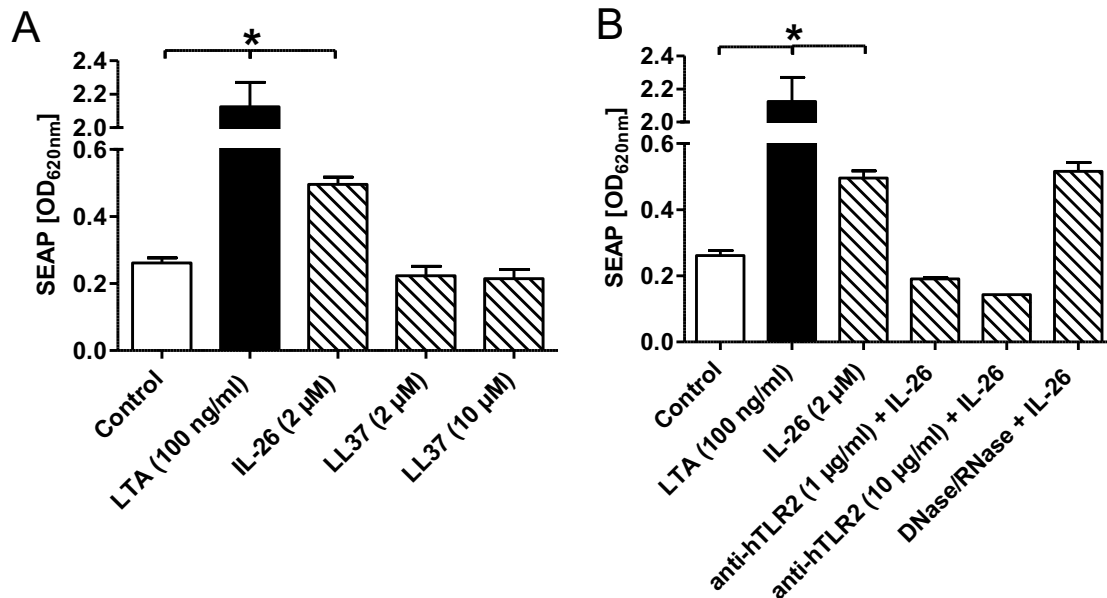 A
*
SEAP [OD620nm]
2.4
2.2
2.0
0.6
0.4
0.2
0.0
Control
LTA (100 ng/ml)
IL-26 (2 µM)
LL37 (2 µM)
LL37 (10 µM)
B
*
SEAP [OD620nm]
2.4
2.2
2.0
0.6
0.4
0.2
0.0
Control
LTA (100 ng/ml)
IL-26 (2 µM)
anti-hTLR2 (1 µg/ml) + IL-26
anti-hTLR2 (10 µg/ml) + IL-26
DNase/RNase + IL-26